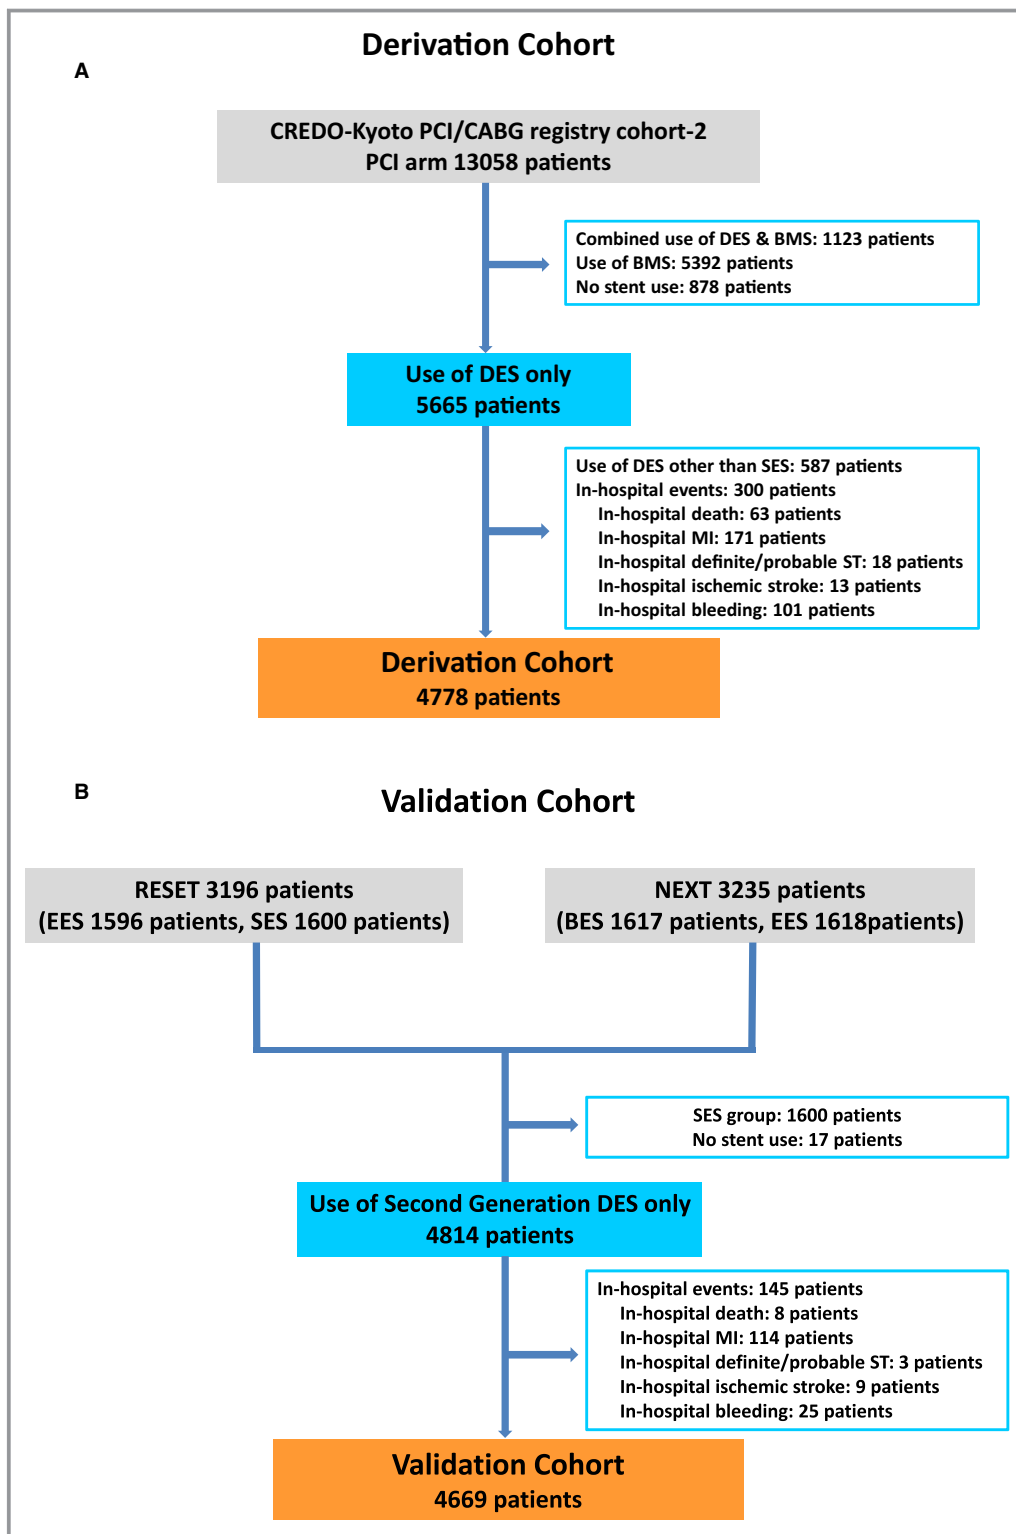 Derivation Cohort
A
CREDO-Kyoto PCI/CABG registry cohort-2
PCI arm 13058 patients
Combined use of DES & BMS: 1123 patients
Use of BMS: 5392 patients
No stent use: 878 patients
Use of DES only
5665 patients
Use of DES other than SES: 587 patients
In-hospital events: 300 patients
In-hospital death: 63 patients
In-hospital MI: 171 patients
In-hospital definite/probable ST: 18 patients
In-hospital ischemic stroke: 13 patients
In-hospital bleeding: 101 patients
Derivation Cohort
4778 patients
B
Validation Cohort
RESET 3196 patients
(EES 1596 patients, SES 1600 patients)
NEXT 3235 patients
(BES 1617 patients, EES 1618patients)
SES group: 1600 patients
No stent use: 17 patients
Use of Second Generation DES only
4814 patients
In-hospital events: 145 patients
In-hospital death: 8 patients
In-hospital MI: 114 patients
In-hospital definite/probable ST: 3 patients
In-hospital ischemic stroke: 9 patients
In-hospital bleeding: 25 patients
Validation Cohort
4669 patients